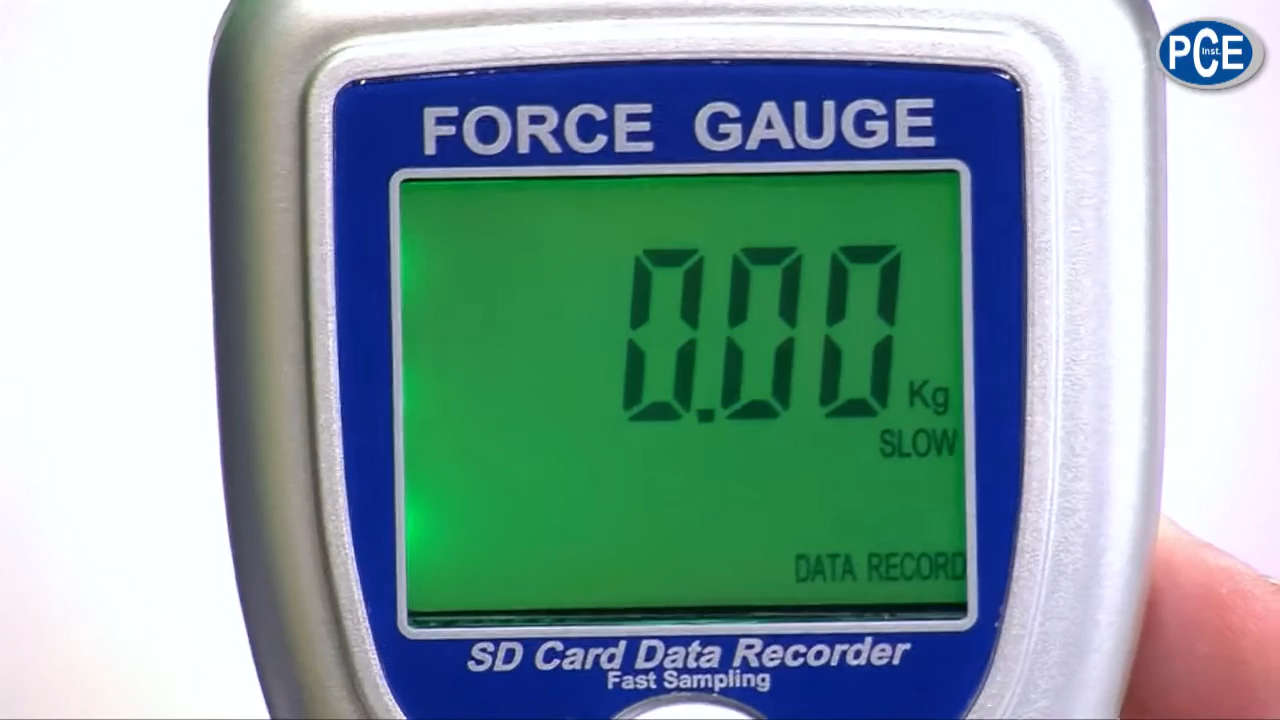 PCE
Inst.
FORCE GAUGE
0.00 Kg
SLOW
DATA RECORD
SD Card Data Recorder
Fast Sampling